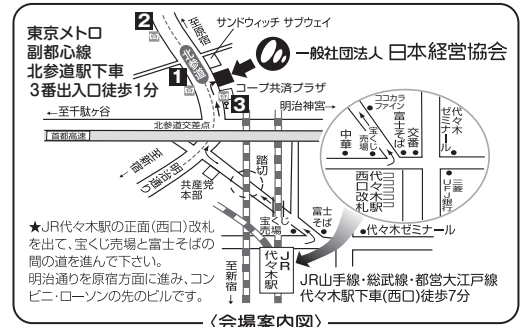 東京メトロ
副都心線
北参道駅下車
3番出入口徒歩1分
2
至原宿
サンドウィッチ サブウェイ
北参道
1
一般社団法人 日本経営協会
コープ共済プラザ
3
明治神宮→
←至千駄ヶ谷
北参道交差点
首都高速
至新宿
明治通り
踏切
共産党
本部
宝くじ
売場
富士
そば
代々木ゼミナール
JR
代々木駅
至新宿
ココカラ
ファイン
中華
宝くじ
売場
富士そば
交番
代々木
ゼミナール
代々木駅
西口改札
三菱
UFJ
銀行
★JR代々木駅の正面(西口)改札
を出て、宝くじ売場と富士そばの
間の道を進んで下さい。
明治通りを原宿方面に進み、コン
ビニ・ローソンの先のビルです。
JR山手線・総武線・都営大江戸線
代々木駅下車(西口)徒歩7分
〈会場案内図〉